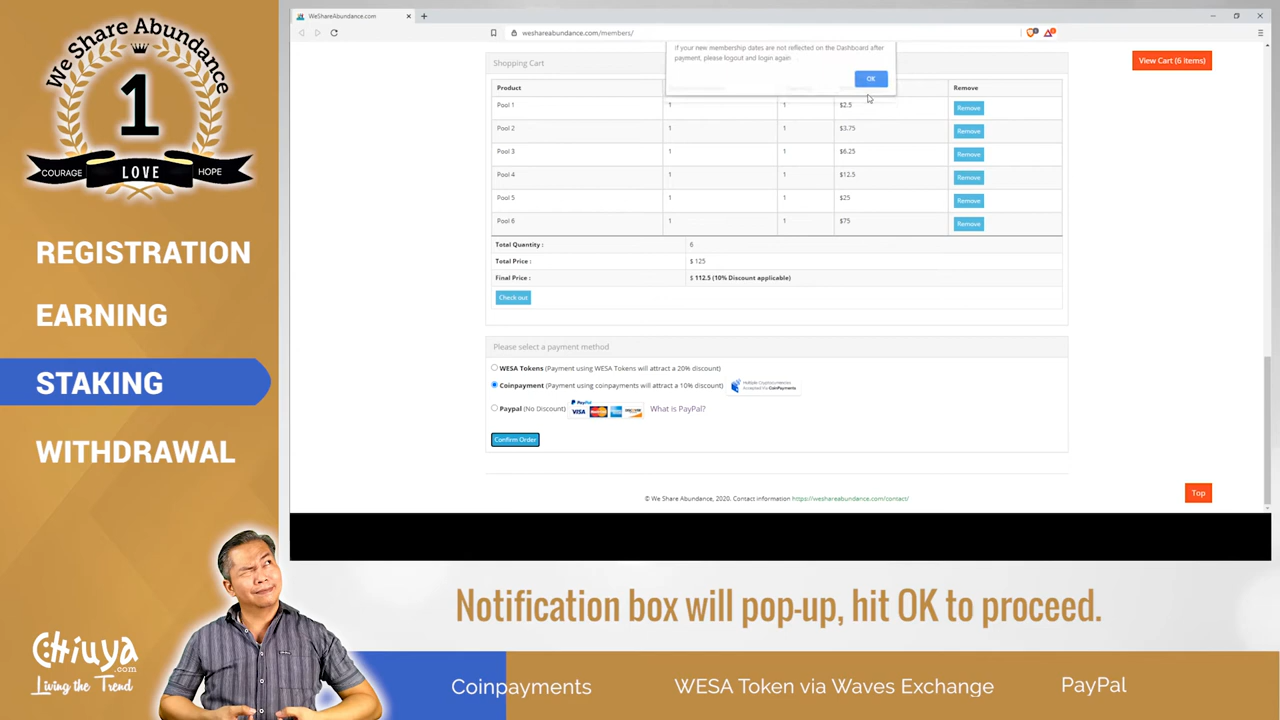 We Share Abundance
1
COURAGE
LOVE
HOPE
REGISTRATION
EARNING
STAKING
WITHDRAWAL
Chiuya
.com
Living the Trend
WeShareAbundance.com
weshareabundance.com/members/
If your new membership dates are not reflected on the Dashboard after
payment, please logout and login again
OK
View Cart (6 items)
Shopping Cart
Product Remove
Pool 1 1 1 $2.5 Remove
Pool 2 1 1 $3.75 Remove
Pool 3 1 1 $6.25 Remove
Pool 4 1 1 $12.5 Remove
Pool 5 1 1 $25 Remove
Pool 6 1 1 $75 Remove
Total Quantity : 6
Total Price : $ 125
Final Price : $ 112.5 (10% Discount applicable)
Check out
Please select a payment method
WESA Tokens (Payment using WESA Tokens will attract a 20% discount)
Coinpayment (Payment using coinpayments will attract a 10% discount) Multiple Cryptocurrencies
Accepted Via CoinPayments
Paypal (No Discount) PayPal VISA What is PayPal?
Confirm Order
© We Share Abundance, 2020. Contact information https://weshareabundance.com/contact/
Top
Notification box will pop-up, hit OK to proceed.
Coinpayments WESA Token via Waves Exchange PayPal